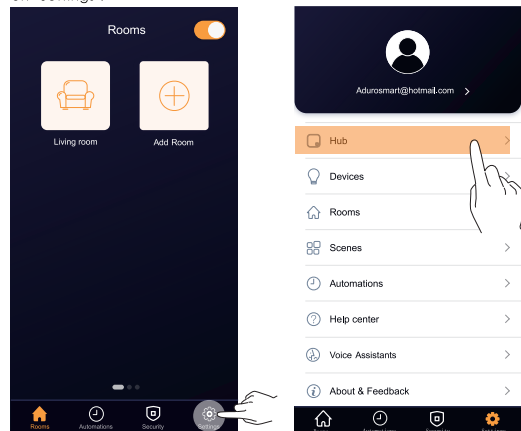 Rooms
Living room
Add Room
Rooms
Automations
Security
Settings
Adurosmart@hotmail.com
Hub
Devices
Rooms
Scenes
Automations
Help center
Voice Assistants
About & Feedback